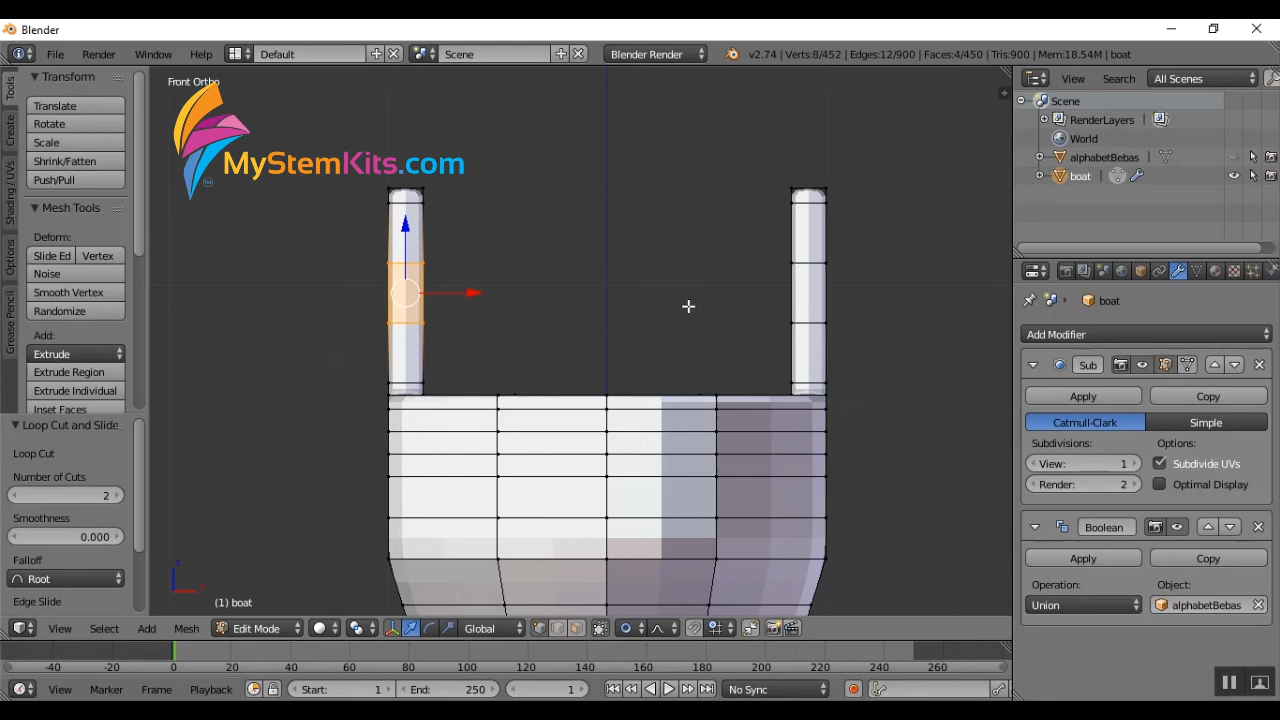 Blender
File Render Window Help Default Scene Blender Render v2.74 | Verts:8/452 | Edges:12/900 | Faces:4/450 | Tris:900 | Mem:18.54M | boat
Tools
Create
Shading / UVs
Options
Grease Pencil
Transform
Translate
Rotate
Scale
Shrink/Fatten
Push/Pull
Mesh Tools
Deform:
Slide Ed Vertex
Noise
Smooth Vertex
Randomize
Add:
Extrude
Extrude Region
Extrude Individual
Inset Faces
Loop Cut and Slide
Loop Cut
Number of Cuts
2
Smoothness
0.000
Falloff
Root
Edge Slide
Front Ortho
MyStemKits.com
(1) boat
View Search All Scenes
Scene
RenderLayers
World
alphabetBebas
boat
boat
Add Modifier
Sub
Apply Copy
Catmull-Clark Simple
Subdivisions: Options:
View: 1 Subdivide UVs
Render: 2 Optimal Display
Boolean
Apply Copy
Operation: Object:
Union alphabetBebas
View Select Add Mesh Edit Mode Global
-40 -20 0 20 40 60 80 100 120 140 160 180 200 220 240 260
View Marker Frame Playback Start: 1 End: 250 1 No Sync